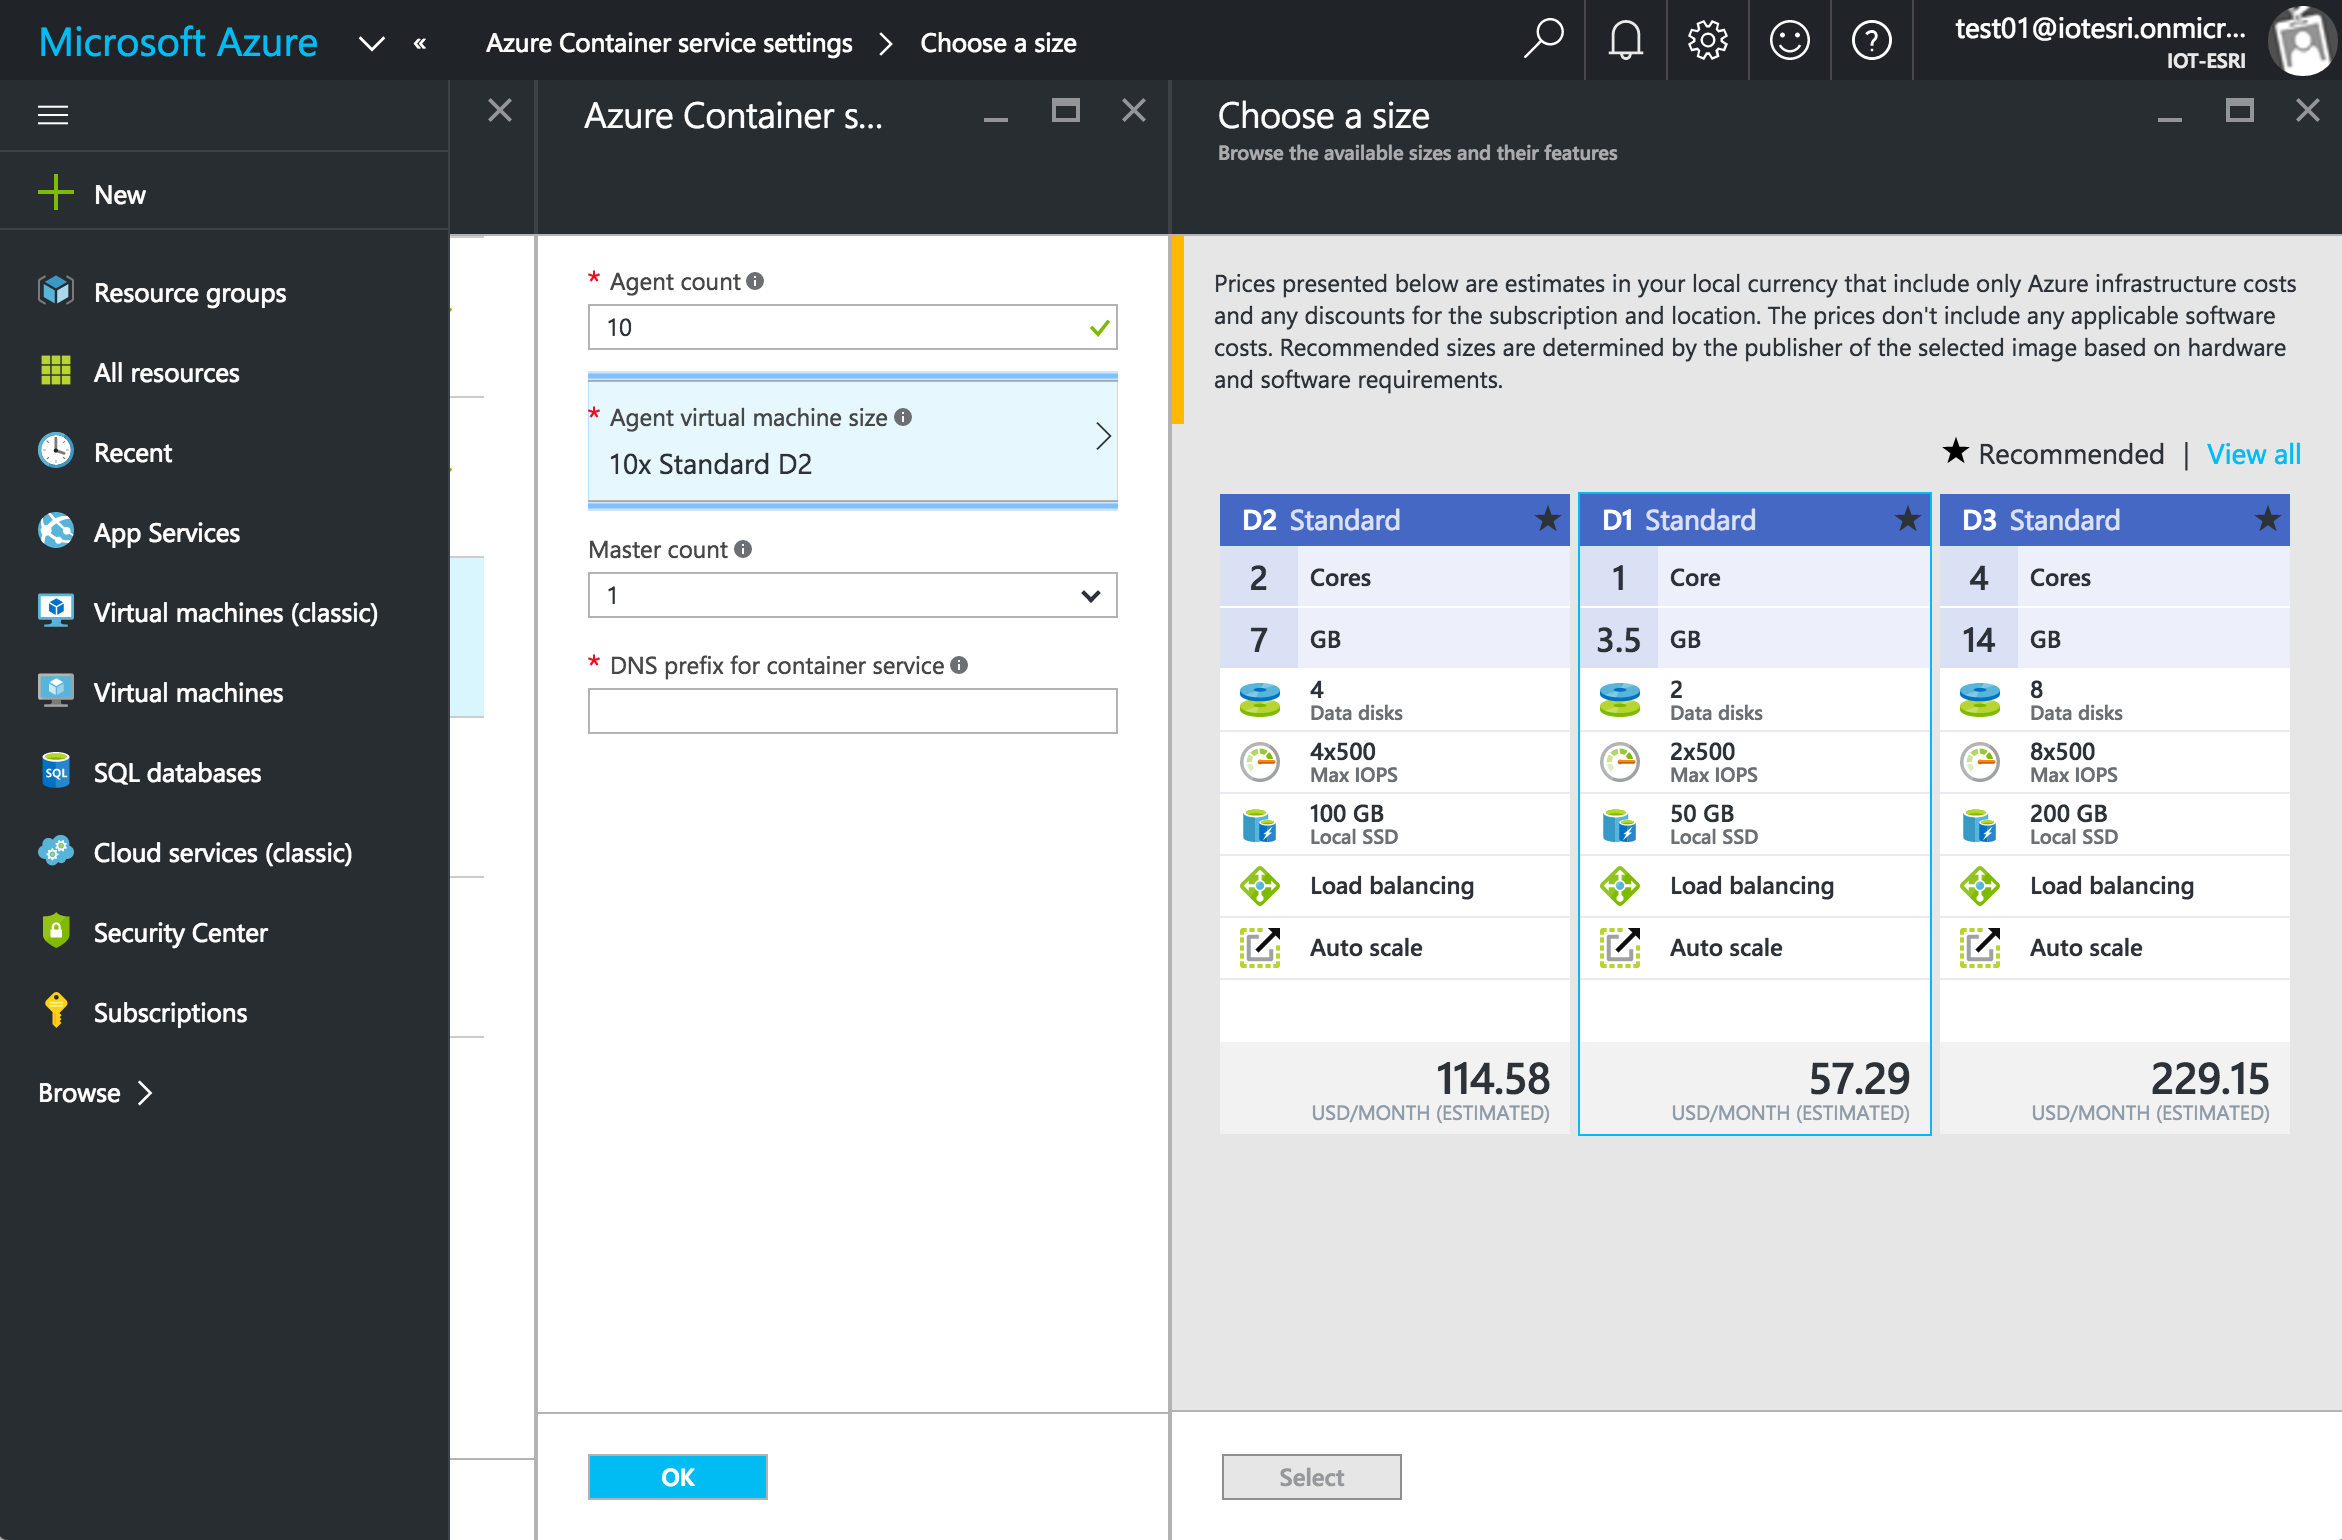 Microsoft Azure
«
Azure Container service settings > Choose a size
test01@iotesri.onmicr...
IOT-ESRI
New
Resource groups
All resources
Recent
App Services
Virtual machines (classic)
Virtual machines
SQL
SQL databases
Cloud services (classic)
Security Center
Subscriptions
Browse >
Azure Container s...
* Agent count
10
* Agent virtual machine size
10x Standard D2
Master count
1
* DNS prefix for container service
OK
Choose a size
Browse the available sizes and their features
Prices presented below are estimates in your local currency that include only Azure infrastructure costs
and any discounts for the subscription and location. The prices don't include any applicable software
costs. Recommended sizes are determined by the publisher of the selected image based on hardware
and software requirements.
★ Recommended | View all
D2 Standard ★
2 Cores
7 GB
4
Data disks
4x500
Max IOPS
100 GB
Local SSD
Load balancing
Auto scale
114.58
USD/MONTH (ESTIMATED)
D1 Standard ★
1 Core
3.5 GB
2
Data disks
2x500
Max IOPS
50 GB
Local SSD
Load balancing
Auto scale
57.29
USD/MONTH (ESTIMATED)
D3 Standard ★
4 Cores
14 GB
8
Data disks
8x500
Max IOPS
200 GB
Local SSD
Load balancing
Auto scale
229.15
USD/MONTH (ESTIMATED)
Select